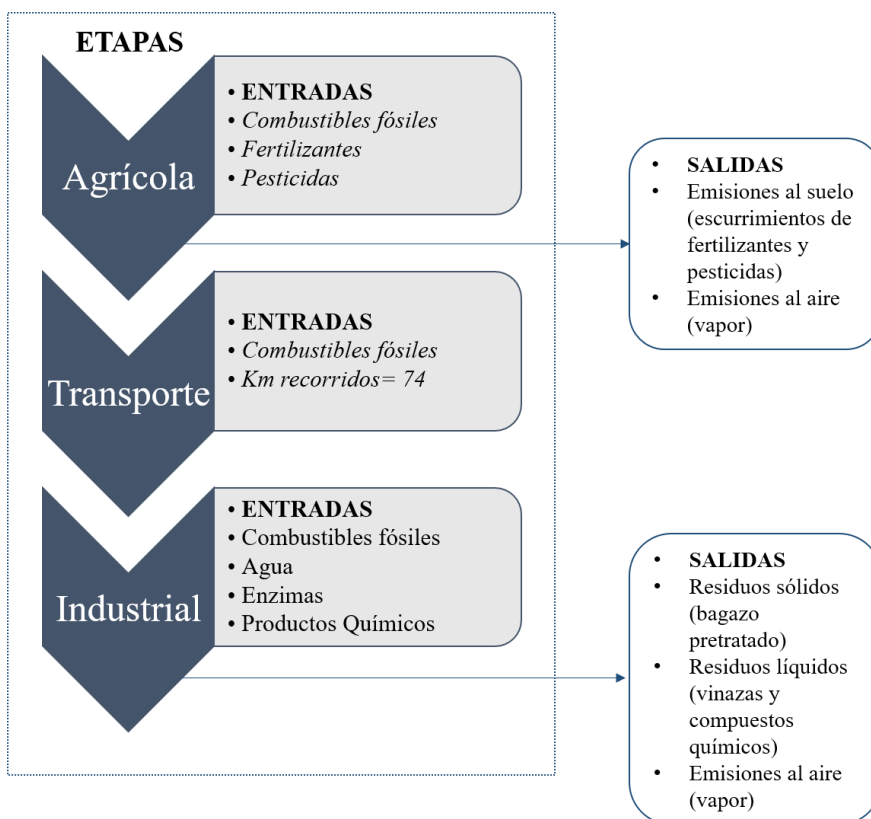 ETAPAS
Agrícola
• ENTRADAS
• Combustibles fósiles
• Fertilizantes
• Pesticidas
• SALIDAS
• Emisiones al suelo
(escurrimientos de
fertilizantes y
pesticidas)
• Emisiones al aire
(vapor)
Transporte
• ENTRADAS
• Combustibles fósiles
• Km recorridos= 74
Industrial
• ENTRADAS
• Combustibles fósiles
• Agua
• Enzimas
• Productos Químicos
• SALIDAS
• Residuos sólidos
(bagazo
pretratado)
• Residuos líquidos
(vinazas y
compuestos
químicos)
• Emisiones al aire
(vapor)